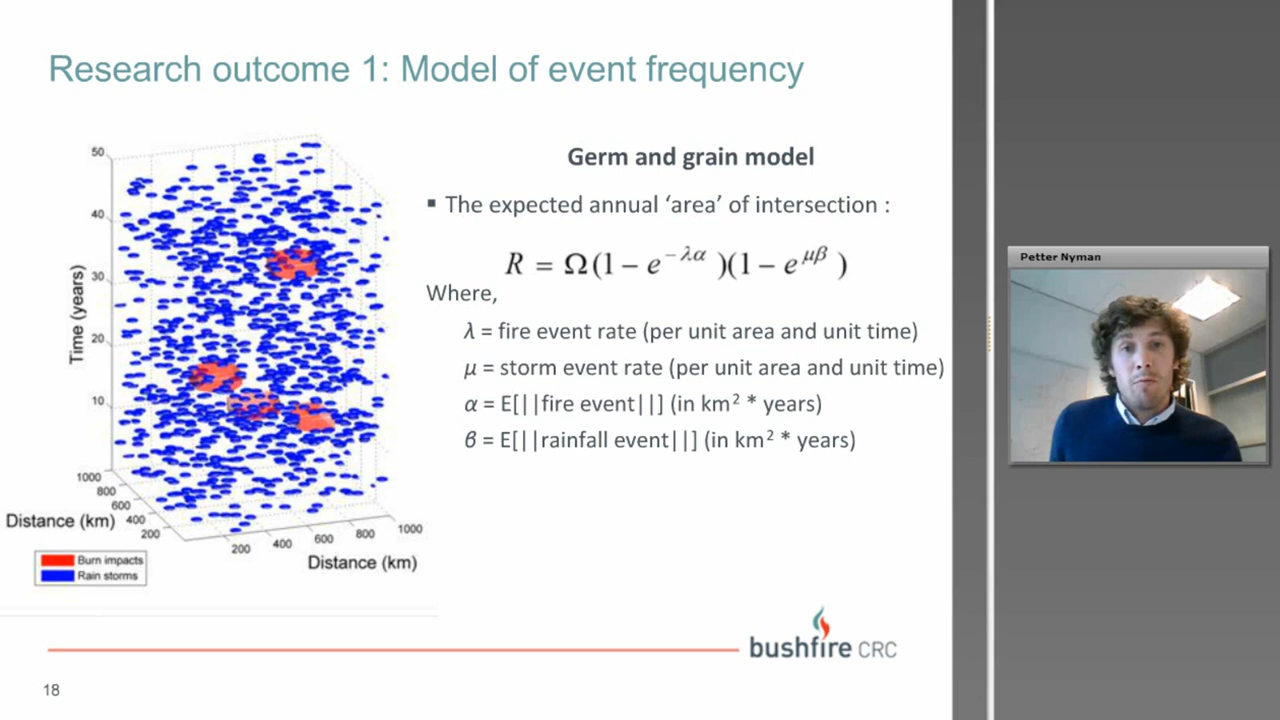 Research outcome 1: Model of event frequency
50
40
30
20
10
Time (years)
1000
800
600
400
200
Distance (km)
200
400
600
800
1000
Distance (km)
Burn impacts
Rain storms
Germ and grain model
▪ The expected annual ‘area’ of intersection :
R = Ω(1 − e^{−λα})(1 − e^{μβ})
Where,
λ = fire event rate (per unit area and unit time)
μ = storm event rate (per unit area and unit time)
α = E[||fire event||] (in km² * years)
β = E[||rainfall event||] (in km² * years)
bushfire CRC
18
Petter Nyman